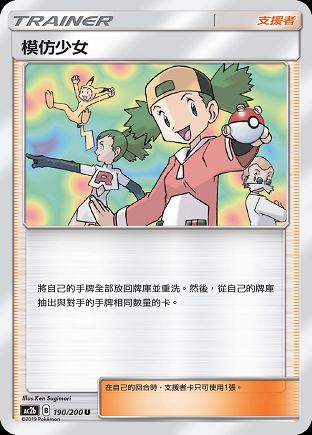 TRAINER 支援者
模仿少女
R
將自己的手牌全部放回牌庫並重洗。然後，從自己的牌庫
抽出與對手的手牌相同數量的卡。
Illus.Ken Sugimori
在自己的回合時，支援者卡只可使用1張。
AC2b B 190/200 U
©2019 Pokémon